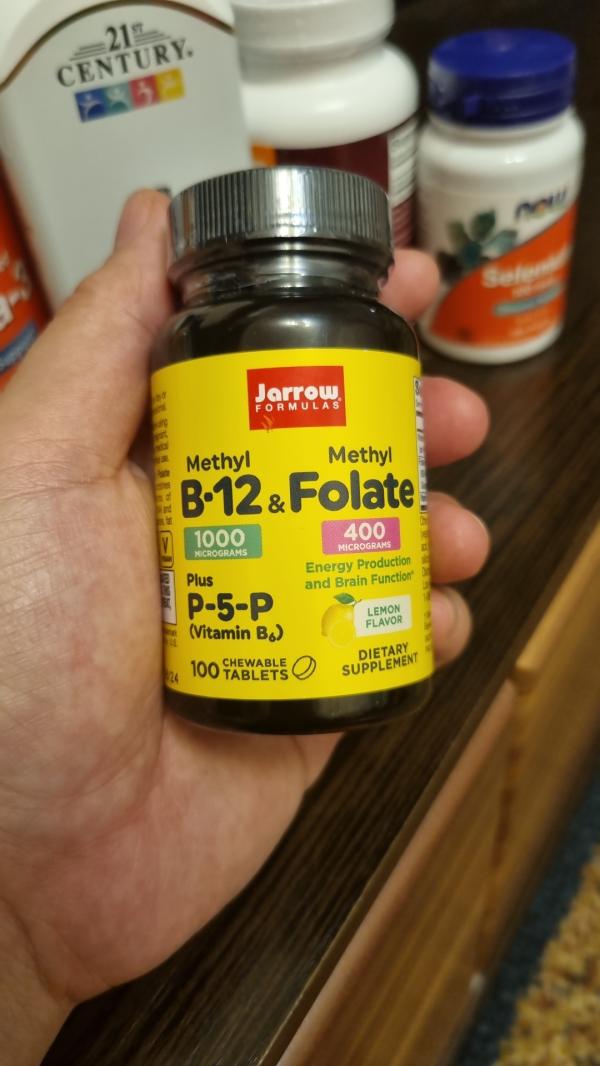 21ST
CENTURY.
NOW
Selenium
Jarrow
FORMULAS®
Methyl
B•12 &
1000
MICROGRAMS
Methyl
Folate
400
MICROGRAMS
Energy Production
and Brain Function*
Plus
P-5-P
(Vitamin B₆)
LEMON
FLAVOR
100 CHEWABLE
TABLETS
DIETARY
SUPPLEMENT
V